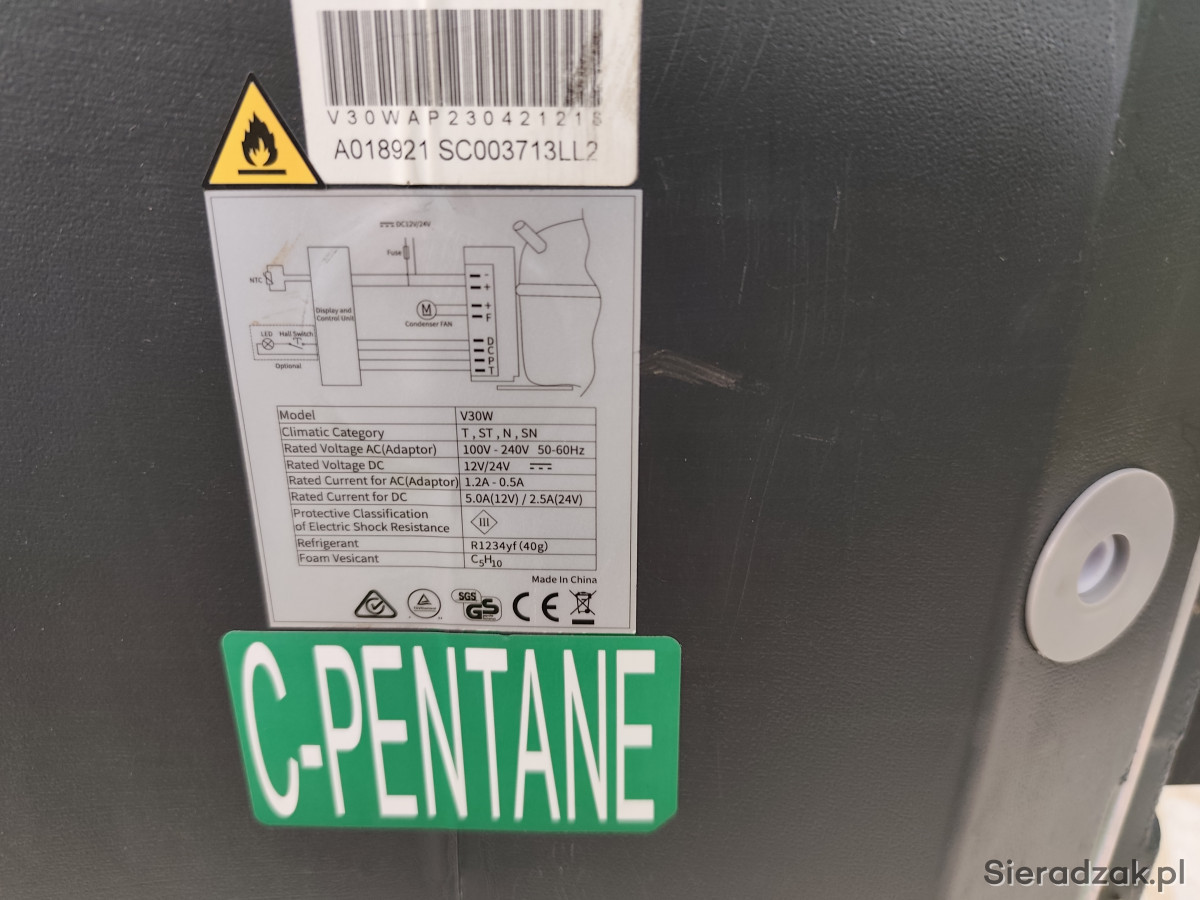 V30WAP230421216
A018921 SC003713LL2
DC12V/24V
Fuse
NTC
Display and
Control Unit
M
Condenser FAN
-
+
+
F
LED Hall Switch
Optional
D
C
P
T
Model V30W
Climatic Category T , ST , N , SN
Rated Voltage AC(Adaptor) 100V - 240V 50-60Hz
Rated Voltage DC 12V/24V
Rated Current for AC(Adaptor) 1.2A - 0.5A
Rated Current for DC 5.0A(12V) / 2.5A(24V)
Protective Classification
of Electric Shock Resistance III
Refrigerant R1234yf (40g)
Foam Vesicant C5H10
Made In China
SGS
GS
CE
C-PENTANE
Sieradzak.pl